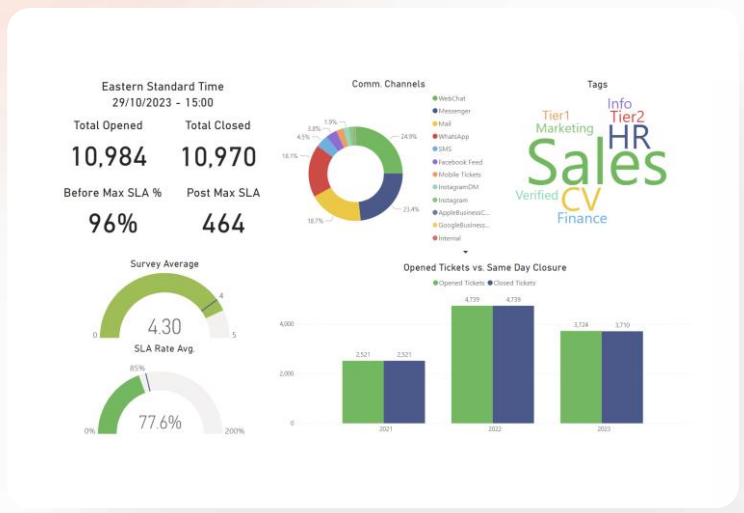 Eastern Standard Time
29/10/2023 - 15:00
Total Opened
Total Closed
10,984
10,970
Before Max SLA %
Post Max SLA
96%
464
Comm. Channels
1.9%
3.8%
4.5%
18.1%
18.7%
24.9%
23.4%
WebChat
Messenger
Mail
WhatsApp
SMS
Facebook Feed
Mobile Tickets
InstagramDM
Instagram
AppleBusinessC...
GoogleBusiness...
Internal
Tags
Info
Tier1
Tier2
Marketing
HR
Sales
Verified
CV
Finance
Survey Average
4
4.30
0
5
SLA Rate Avg.
85%
77.6%
0%
200%
Opened Tickets vs. Same Day Closure
Opened Tickets
Closed Tickets
4,000
2,000
0
2,521
2,521
4,739
4,739
3,724
3,710
2021
2022
2023